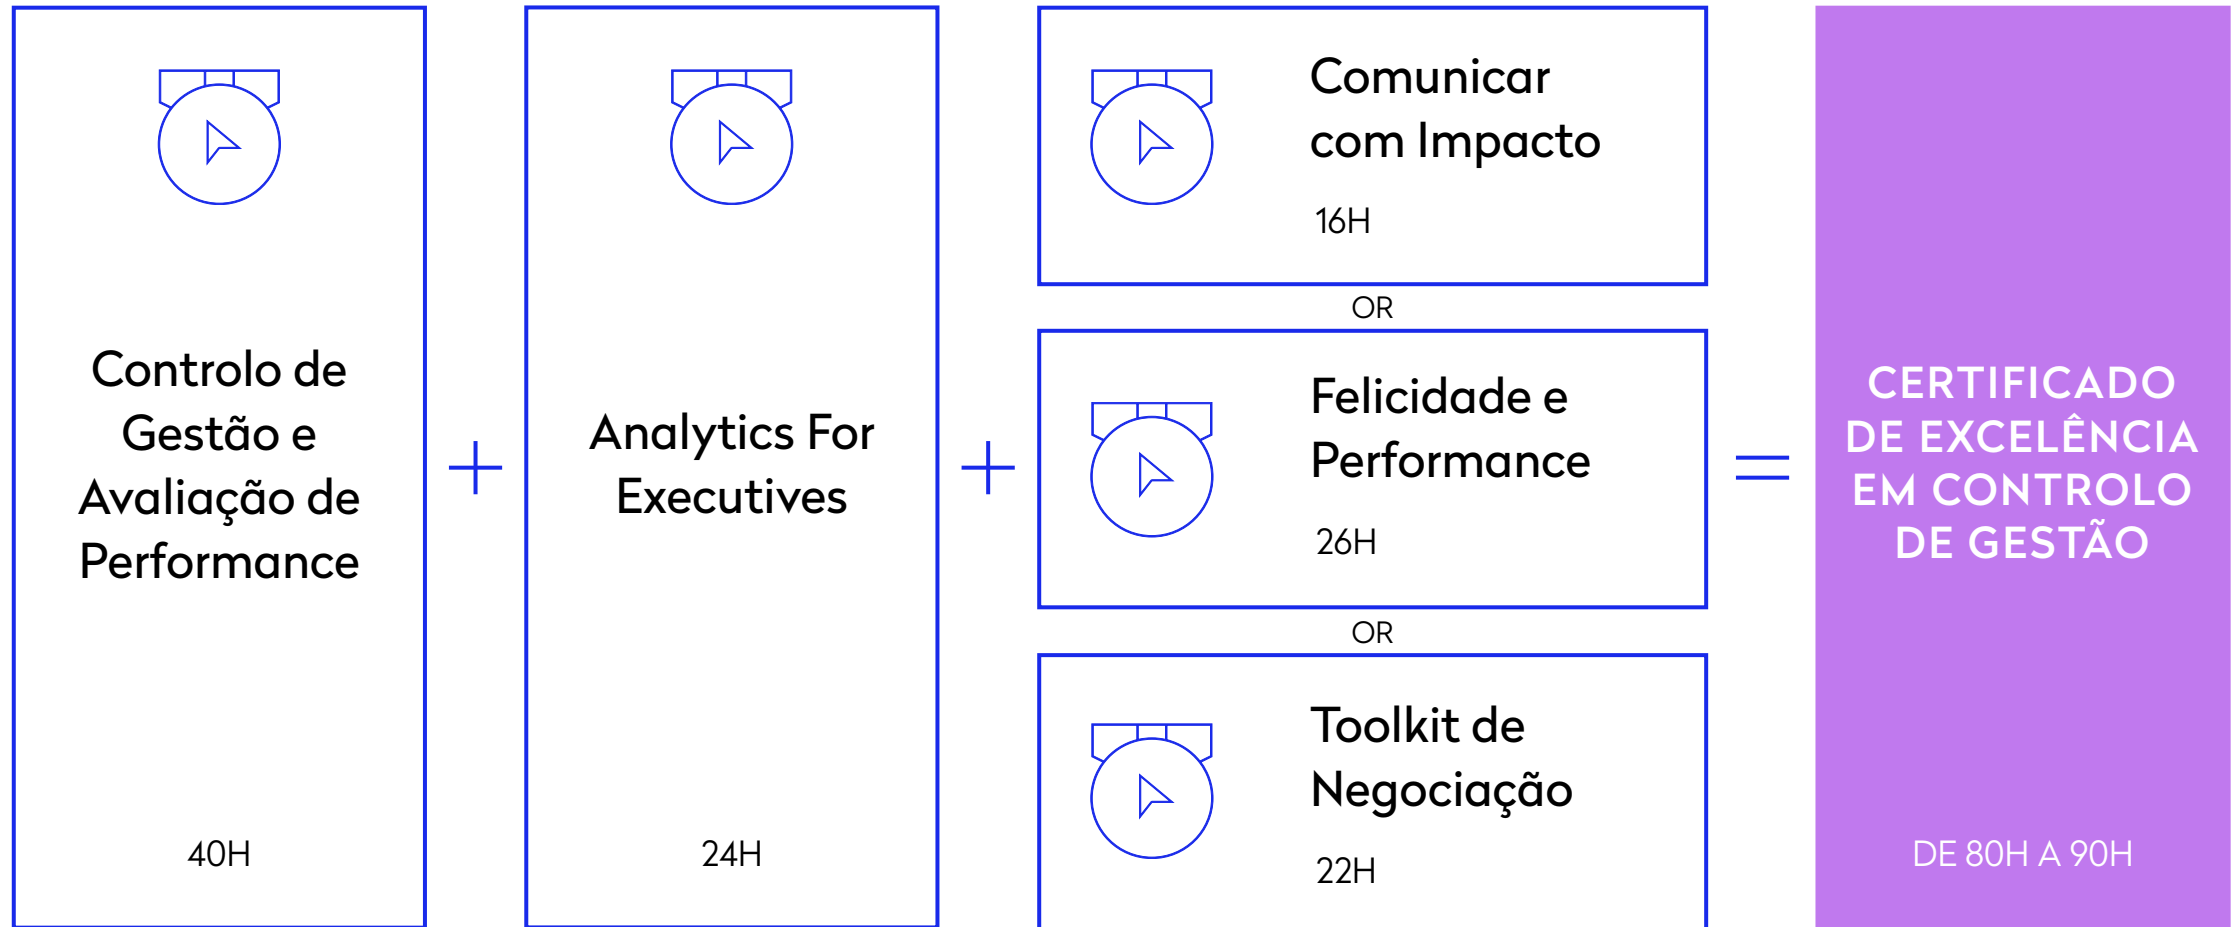 Controlo de
Gestão e
Avaliação de
Performance
40H
Analytics For
Executives
24H
Comunicar
com Impacto
16H
OR
Felicidade e
Performance
26H
OR
Toolkit de
Negociação
22H
CERTIFICADO
DE EXCELÊNCIA
EM CONTROLO
DE GESTÃO
DE 80H A 90H